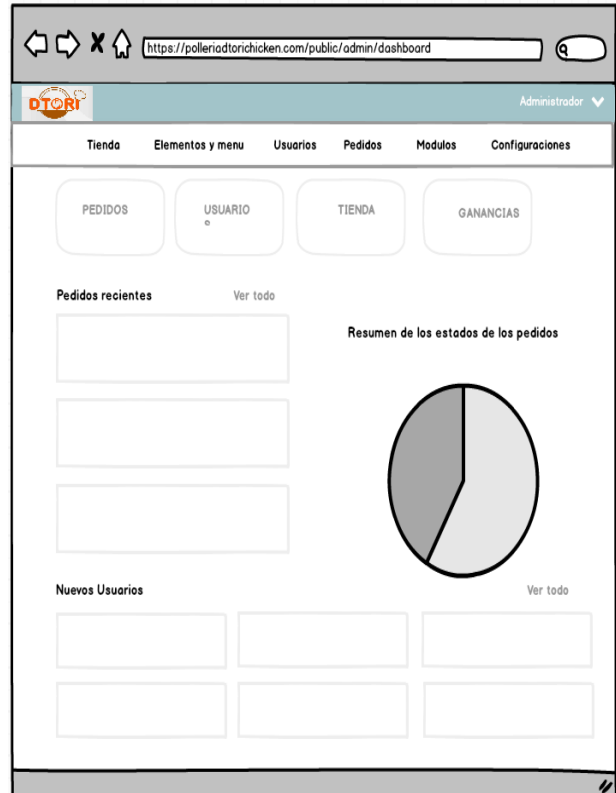 https://polleriadtorichicken.com/public/admin/dashboard
DTORI
Administrador
Tienda Elementos y menu Usuarios Pedidos Modulos Configuraciones
PEDIDOS
USUARIO
S
TIENDA
GANANCIAS
Pedidos recientes Ver todo
Resumen de los estados de los pedidos
Nuevos Usuarios Ver todo